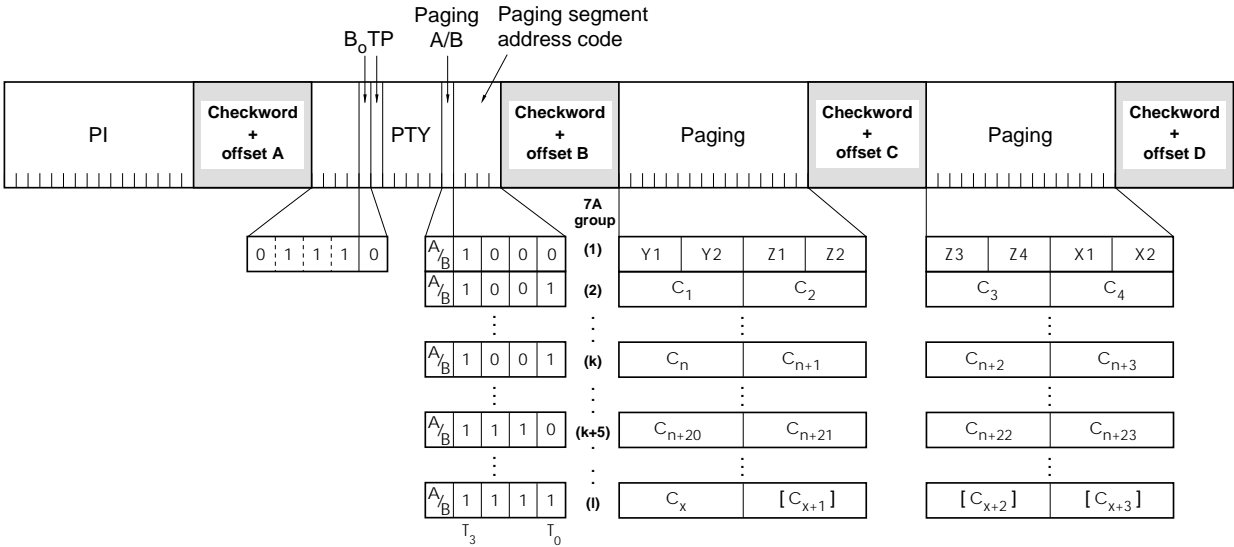 Paging Paging segment
BoTP A/B address code
PI
Checkword + offset A
PTY
Checkword + offset B
Paging
Checkword + offset C
Paging
Checkword + offset D
7A group
0 1 1 1 1 0 A/B 1 0 0 0 (1) Y1 Y2 Z1 Z2 Z3 Z4 X1 X2
A/B 1 0 0 1 (2) C1 C2 C3 C4
A/B 1 0 0 1 (k) Cn Cn+1 Cn+2 Cn+3
A/B 1 1 1 0 (k+5) Cn+20 Cn+21 Cn+22 Cn+23
A/B 1 1 1 1 (l) Cx [Cx+1] [Cx+2] [Cx+3]
T3 T0